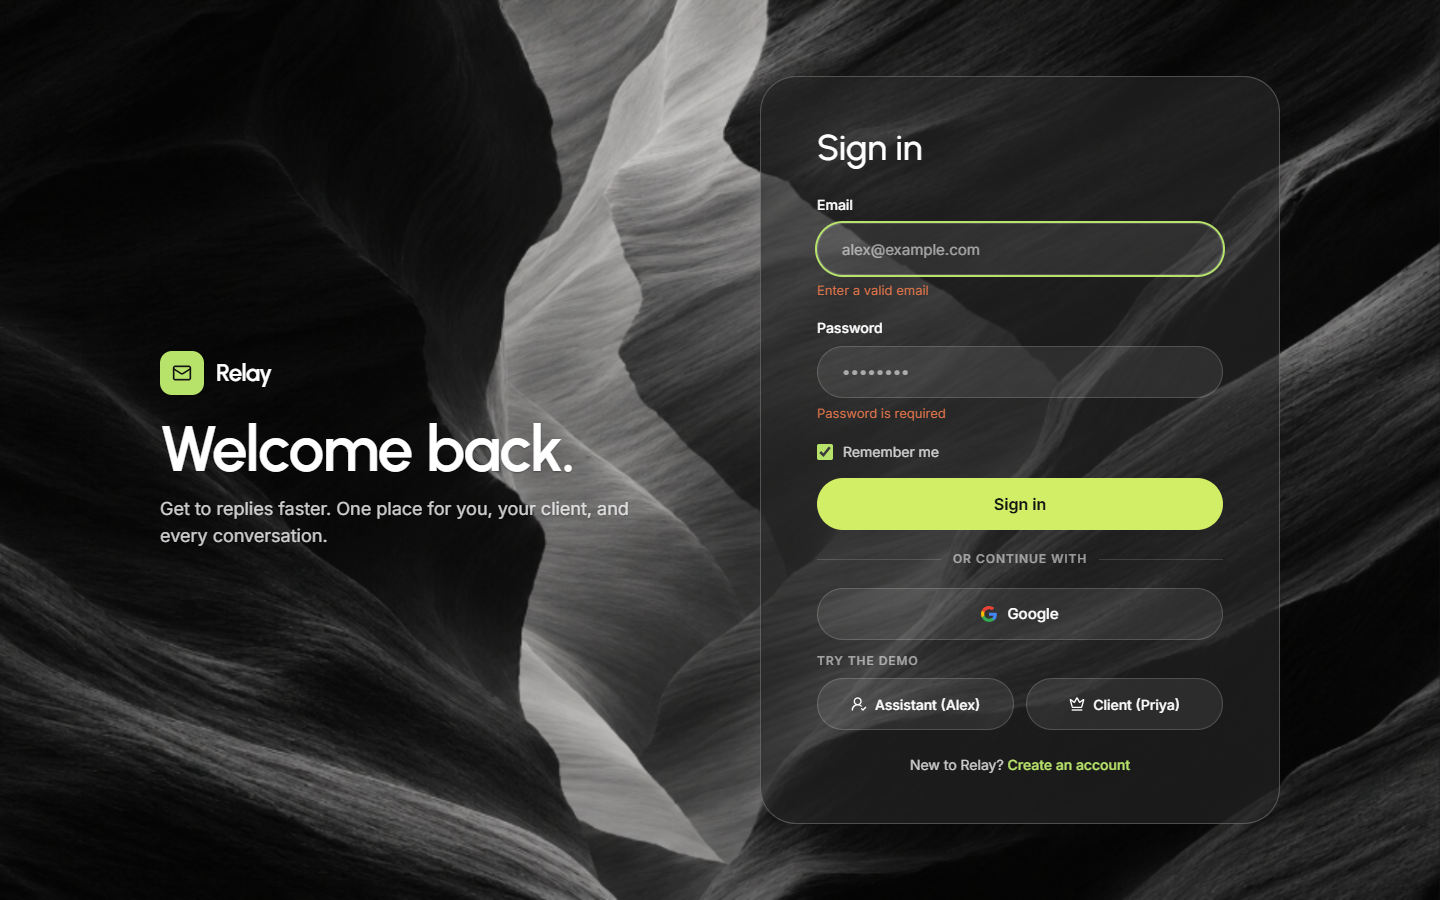 Relay
Welcome back.
Get to replies faster. One place for you, your client, and
every conversation.
Sign in
Email
alex@example.com
Enter a valid email
Password
••••••••
Password is required
Remember me
Sign in
OR CONTINUE WITH
Google
TRY THE DEMO
Assistant (Alex)
Client (Priya)
New to Relay? Create an account